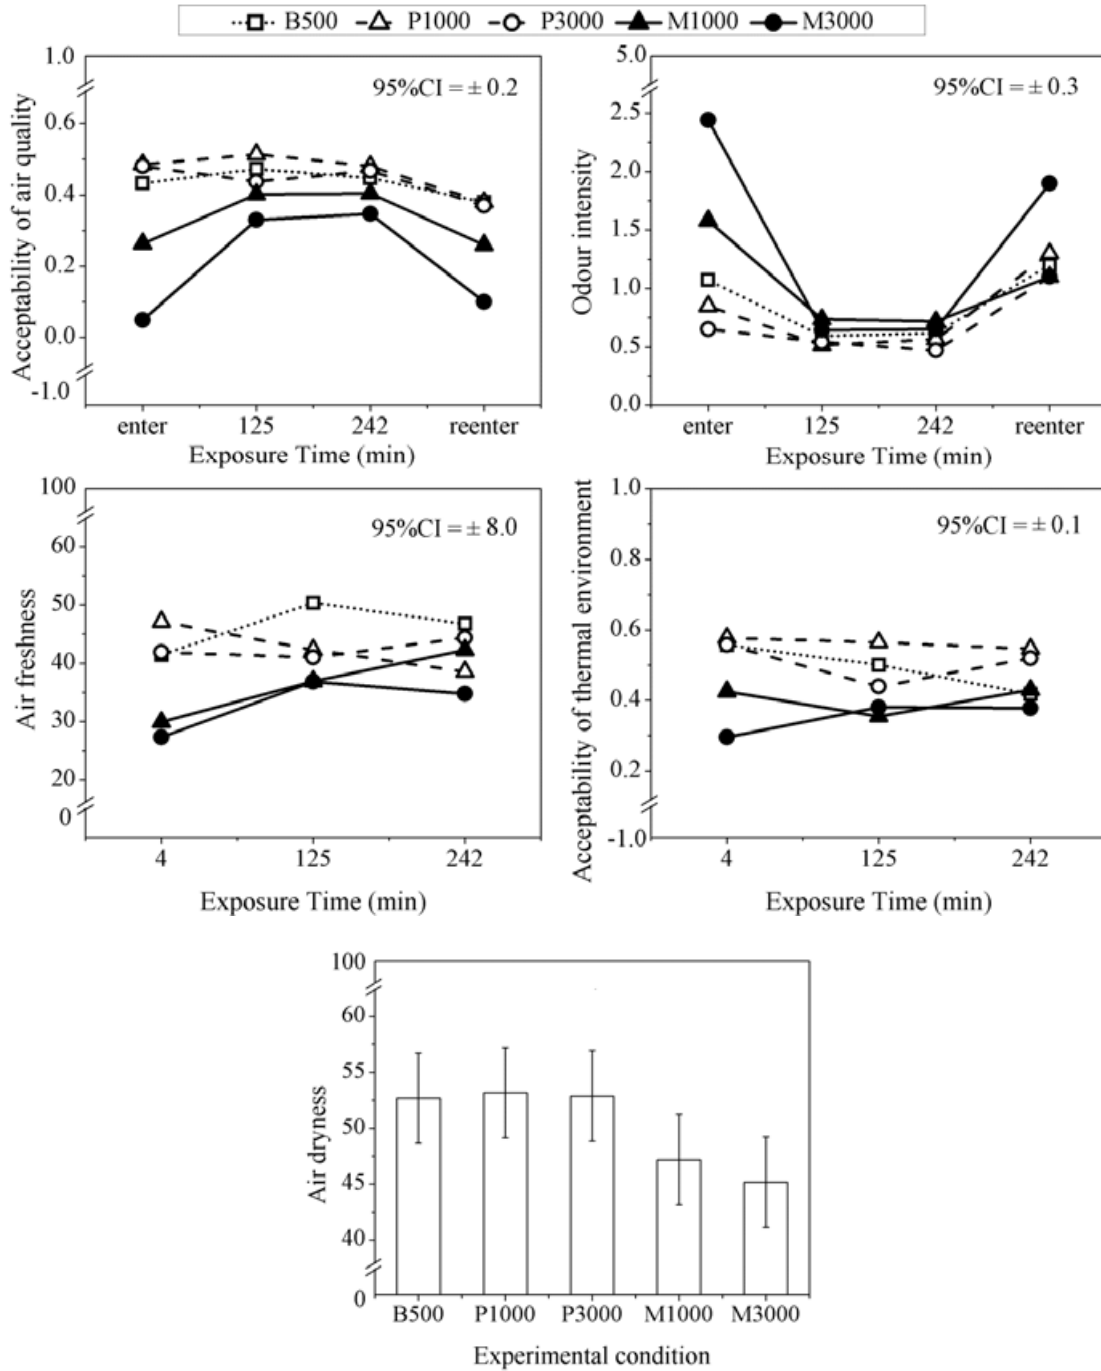 B500 P1000 P3000 M1000 M3000
Acceptability of air quality
1.0
0.6
0.4
0.2
0.0
-1.0
95%CI = ± 0.2
enter 125 242 reenter
Exposure Time (min)
Odour intensity
5.0
2.5
2.0
1.5
1.0
0.5
0.0
95%CI = ± 0.3
enter 125 242 reenter
Exposure Time (min)
Air freshness
100
60
50
40
30
20
0
95%CI = ± 8.0
4 125 242
Exposure Time (min)
Acceptability of thermal environment
1.0
0.8
0.6
0.4
0.2
-1.0
95%CI = ± 0.1
4 125 242
Exposure Time (min)
Air dryness
100
60
55
50
45
40
0
B500 P1000 P3000 M1000 M3000
Experimental condition